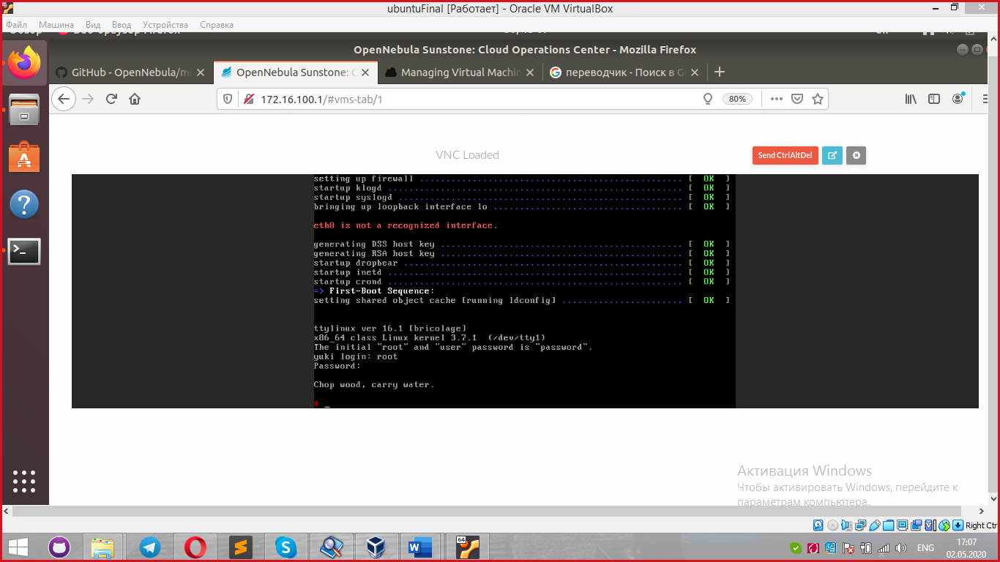 ubuntuFinal [Работает] - Oracle VM VirtualBox
Файл Машина Вид Ввод Устройства Справка
OpenNebula Sunstone: Cloud Operations Center - Mozilla Firefox
GitHub - OpenNebula/mi
OpenNebula Sunstone: C
Managing Virtual Machin
переводчик - Поиск в G
172.16.100.1/#vms-tab/1
80%
VNC Loaded
Send CtrlAltDel
setting up firewall .................................................. [ OK ]
startup klogd ........................................................ [ OK ]
startup syslogd ...................................................... [ OK ]
bringing up loopback interface lo .................................... [ OK ]
eth0 is not a recognized interface.
generating DSS host key .............................................. [ OK ]
generating RSA host key .............................................. [ OK ]
startup dropbear ..................................................... [ OK ]
startup inetd ........................................................ [ OK ]
startup crond ........................................................ [ OK ]
=> First-Boot Sequence:
setting shared object cache [running ldconfig] ....................... [ OK ]
ttylinux ver 16.1 [bricolage]
x86_64 class Linux kernel 3.7.1 (/dev/tty1)
The initial "root" and "user" password is "password".
yuki login: root
Password:
Chop wood, carry water.
# _
Активация Windows
Чтобы активировать Windows, перейдите к
параметрам компьютера.
Right Ctrl
ENG
17:07
02.05.2020